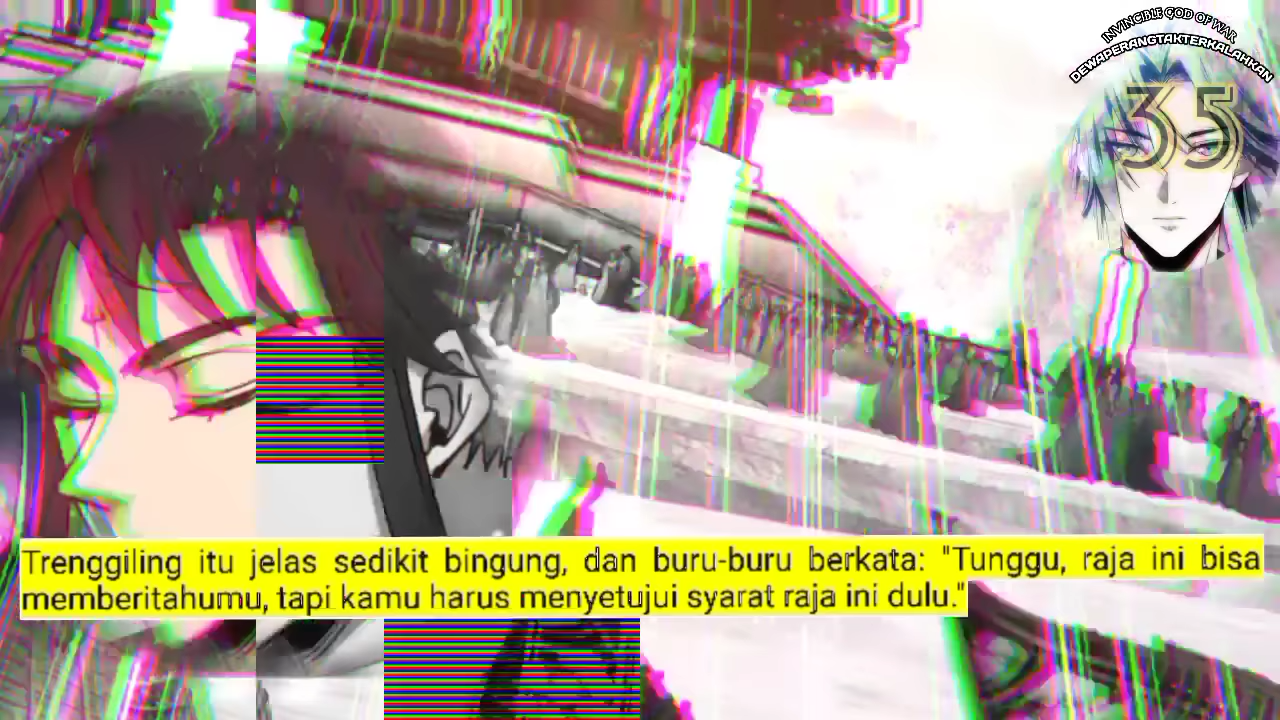 INVINCIBLE GOD OF WAR
DEWAPERANGTAKTERKALAHKAN
35
Trenggiling itu jelas sedikit bingung, dan buru-buru berkata: "Tunggu, raja ini bisa
memberitahumu, tapi kamu harus menyetujui syarat raja ini dulu."